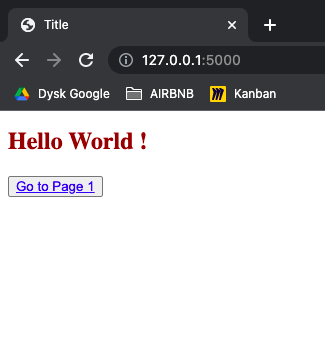 Title
127.0.0.1:5000
Dysk Google AIRBNB Kanban
Hello World !
Go to Page 1